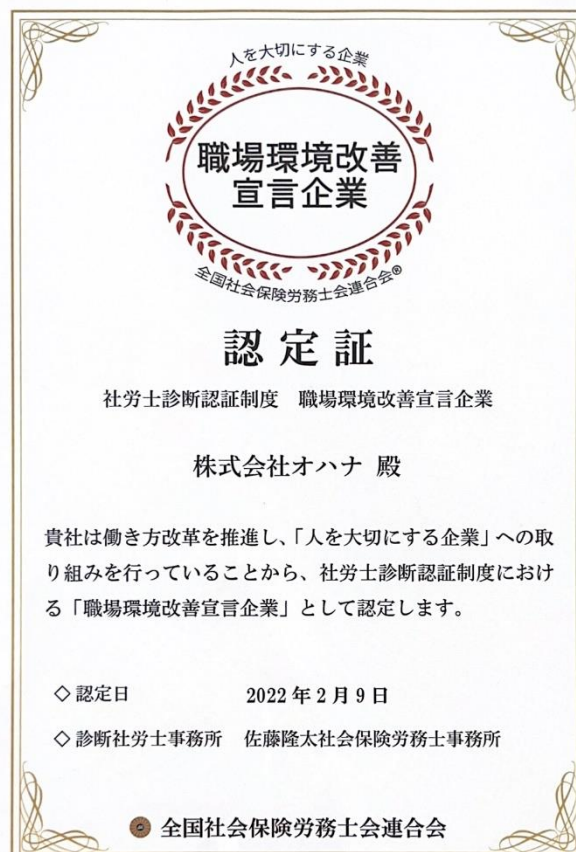 人を大切にする企業
職場環境改善
宣言企業
全国社会保険労務士会連合会®
認定証
社労士診断認証制度　職場環境改善宣言企業
株式会社オハナ 殿
貴社は働き方改革を推進し、「人を大切にする企業」への取
り組みを行っていることから、社労士診断認証制度におけ
る「職場環境改善宣言企業」として認定します。
◇ 認定日　2022年2月9日
◇ 診断社労士事務所　佐藤隆太社会保険労務士事務所
全国社会保険労務士会連合会